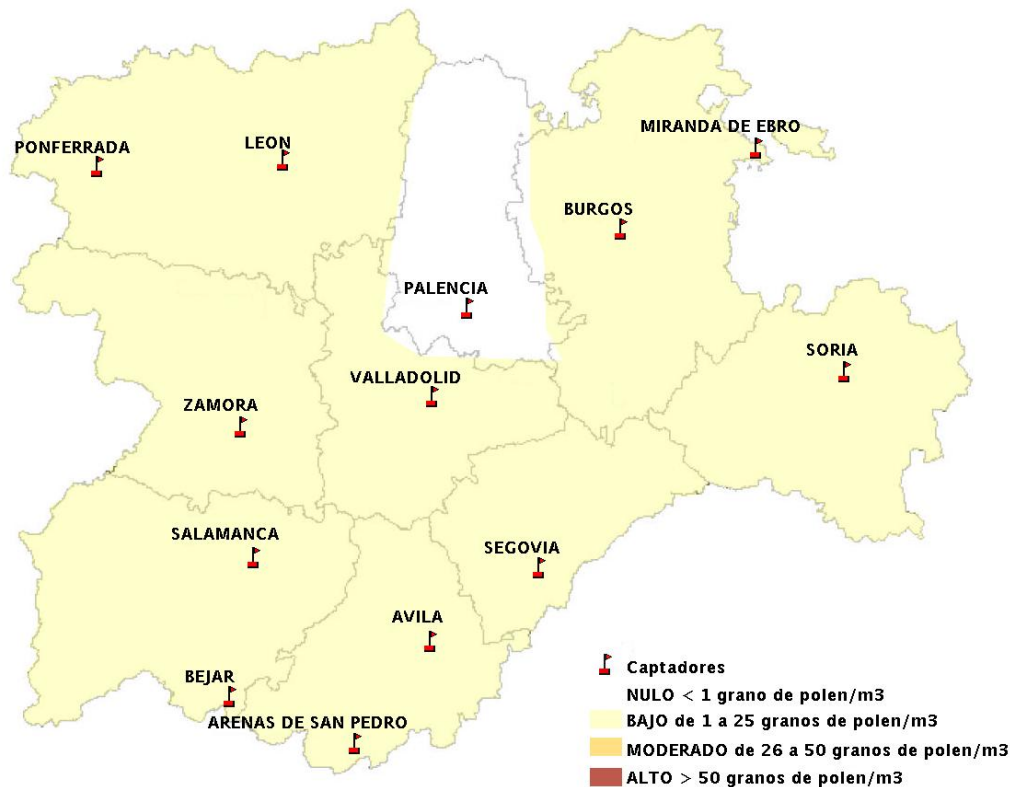 MIRANDA DE EBRO
PONFERRADA
LEON
BURGOS
PALENCIA
SORIA
VALLADOLID
ZAMORA
SALAMANCA
SEGOVIA
AVILA
BEJAR
ARENAS DE SAN PEDRO
Captadores
NULO < 1 grano de polen/m3
BAJO de 1 a 25 granos de polen/m3
MODERADO de 26 a 50 granos de polen/m3
ALTO > 50 granos de polen/m3